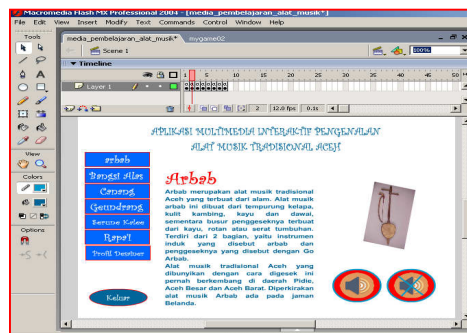 Macromedia Flash MX Professional 2004 - [media_pembelajaran_alat_musik*]
File Edit View Insert Modify Text Commands Control Window Help
Tools
media_pembelajaran_alat_musik* mygame02
Scene 1 100%
Timeline
1 5 10 15 20 25 30 35 40 45 50
Layer 1
2 12.0 fps 0.1s
View
Colors
Options
APLIKASI MULTIMEDIA INTERAKTIF PENGENALAN
ALAT MUSIK TRADISIONAL ACEH
arbab
Bangsi Alas
Canang
Geundrang
Serune Kalee
Rapa'i
Profil Desainer
Keluar
Arbab
Arbab merupakan alat musik tradisional
Aceh yang terbuat dari alam. Alat musik
arbab ini dibuat dari tempurung kelapa,
kulit kambing, kayu dan dawai,
sementara busur penggeseknya terbuat
dari kayu, rotan atau serat tumbuhan.
Terdiri dari 2 bagian, yaitu instrumen
induk yang disebut arbab dan
penggeseknya yang disebut dengan Go
Arbab.
Alat musik tradisional Aceh yang
dibunyikan dengan cara digesek ini
pernah berkembang di daerah Pidie,
Aceh Besar dan Aceh Barat. Diperkirakan
alat musik Arbab ada pada jaman
Belanda.